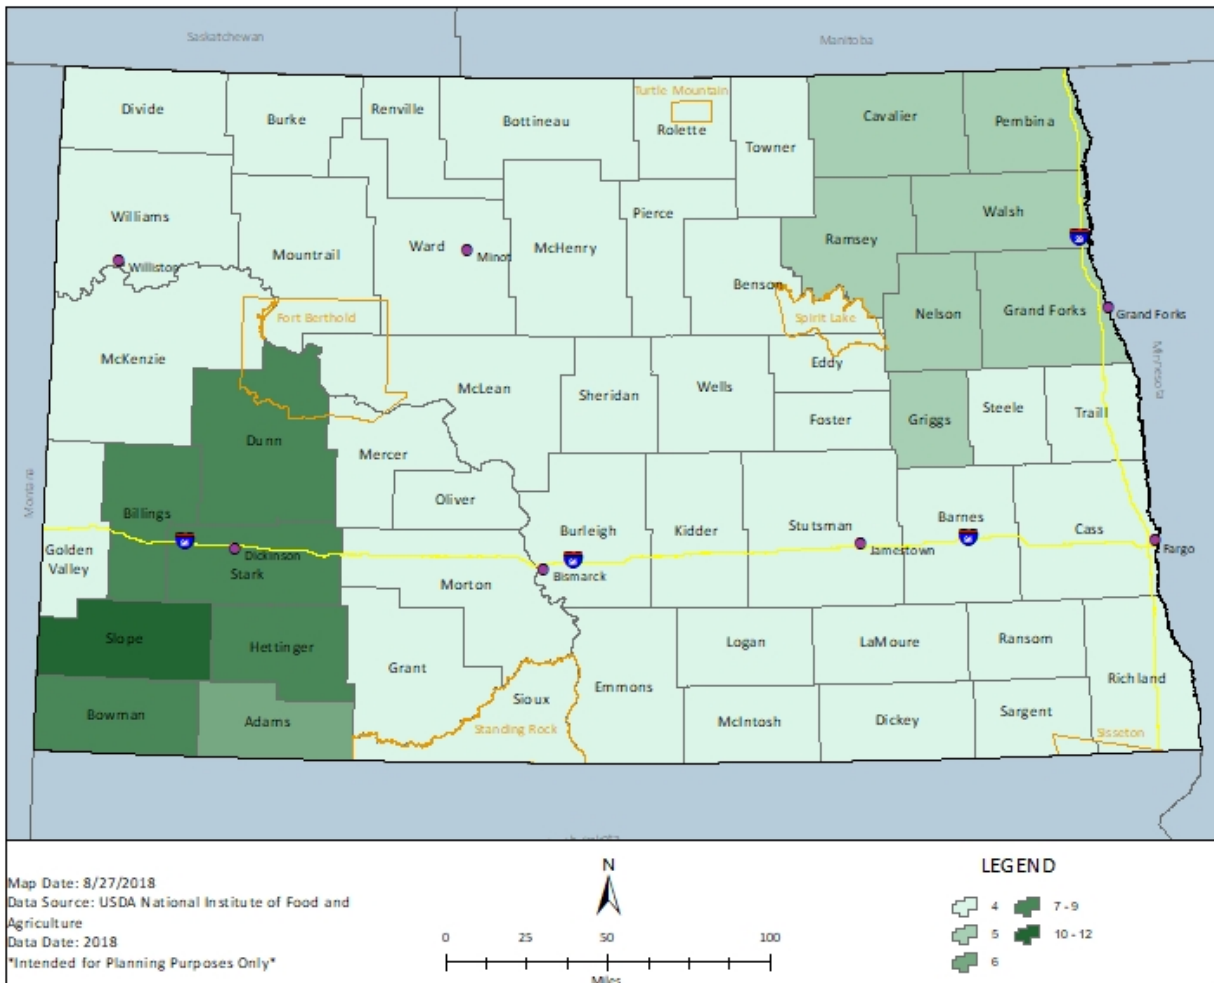 Saskatchewan
Manitoba
Divide
Burke
Renville
Bottineau
Turtle Mountain
Rolette
Towner
Cavalier
Pembina
Williams
Mountrail
Ward
McHenry
Pierce
Ramsey
Walsh
Williston
Minot
Benson
Nelson
Grand Forks
Grand Forks
Fort Berthold
Spirit Lake
McKenzie
McLean
Sheridan
Wells
Eddy
Minnesota
Dunn
Mercer
Foster
Griggs
Steele
Traill
Montana
Billings
Oliver
Burleigh
Kidder
Stutsman
Barnes
Cass
Golden
Valley
Dickinson
Stark
Morton
Bismarck
Jamestown
Fargo
Slope
Hettinger
Grant
Sioux
Emmons
Logan
LaMoure
Ransom
Richland
Bowman
Adams
Standing Rock
McIntosh
Dickey
Sargent
Sisseton
Map Date: 8/27/2018
Data Source: USDA National Institute of Food and
Agriculture
Data Date: 2018
*Intended for Planning Purposes Only*
N
0 25 50 100
Miles
LEGEND
4 7 - 9
5 10 - 12
6